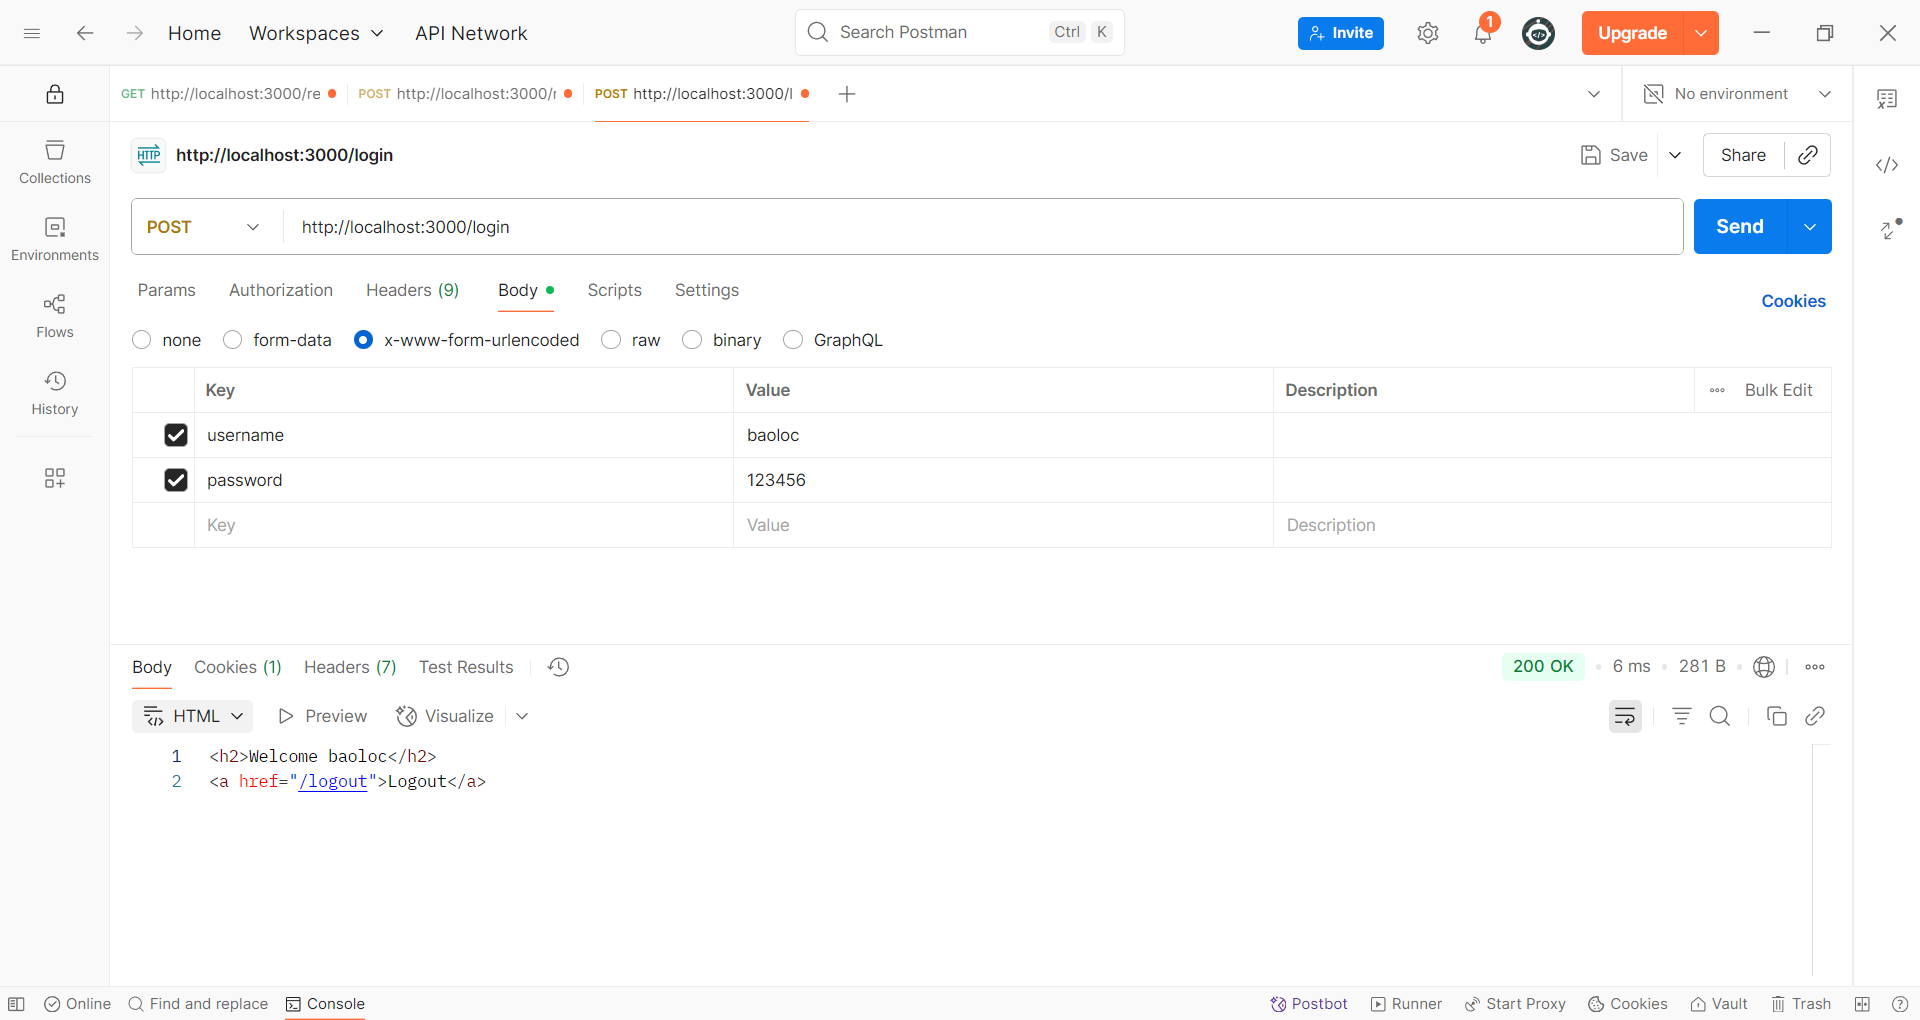 Home Workspaces API Network Search Postman Ctrl K Invite 1 Upgrade
GET http://localhost:3000/re POST http://localhost:3000/r POST http://localhost:3000/l No environment
HTTP http://localhost:3000/login Save Share
POST http://localhost:3000/login Send
Params Authorization Headers (9) Body Scripts Settings Cookies
none form-data x-www-form-urlencoded raw binary GraphQL
Key Value Description Bulk Edit
username baoloc
password 123456
Key Value Description
Collections
Environments
Flows
History
Body Cookies (1) Headers (7) Test Results 200 OK 6 ms 281 B
HTML Preview Visualize
1 <h2>Welcome baoloc</h2>
2 <a href="/logout">Logout</a>
Online Find and replace Console Postbot Runner Start Proxy Cookies Vault Trash